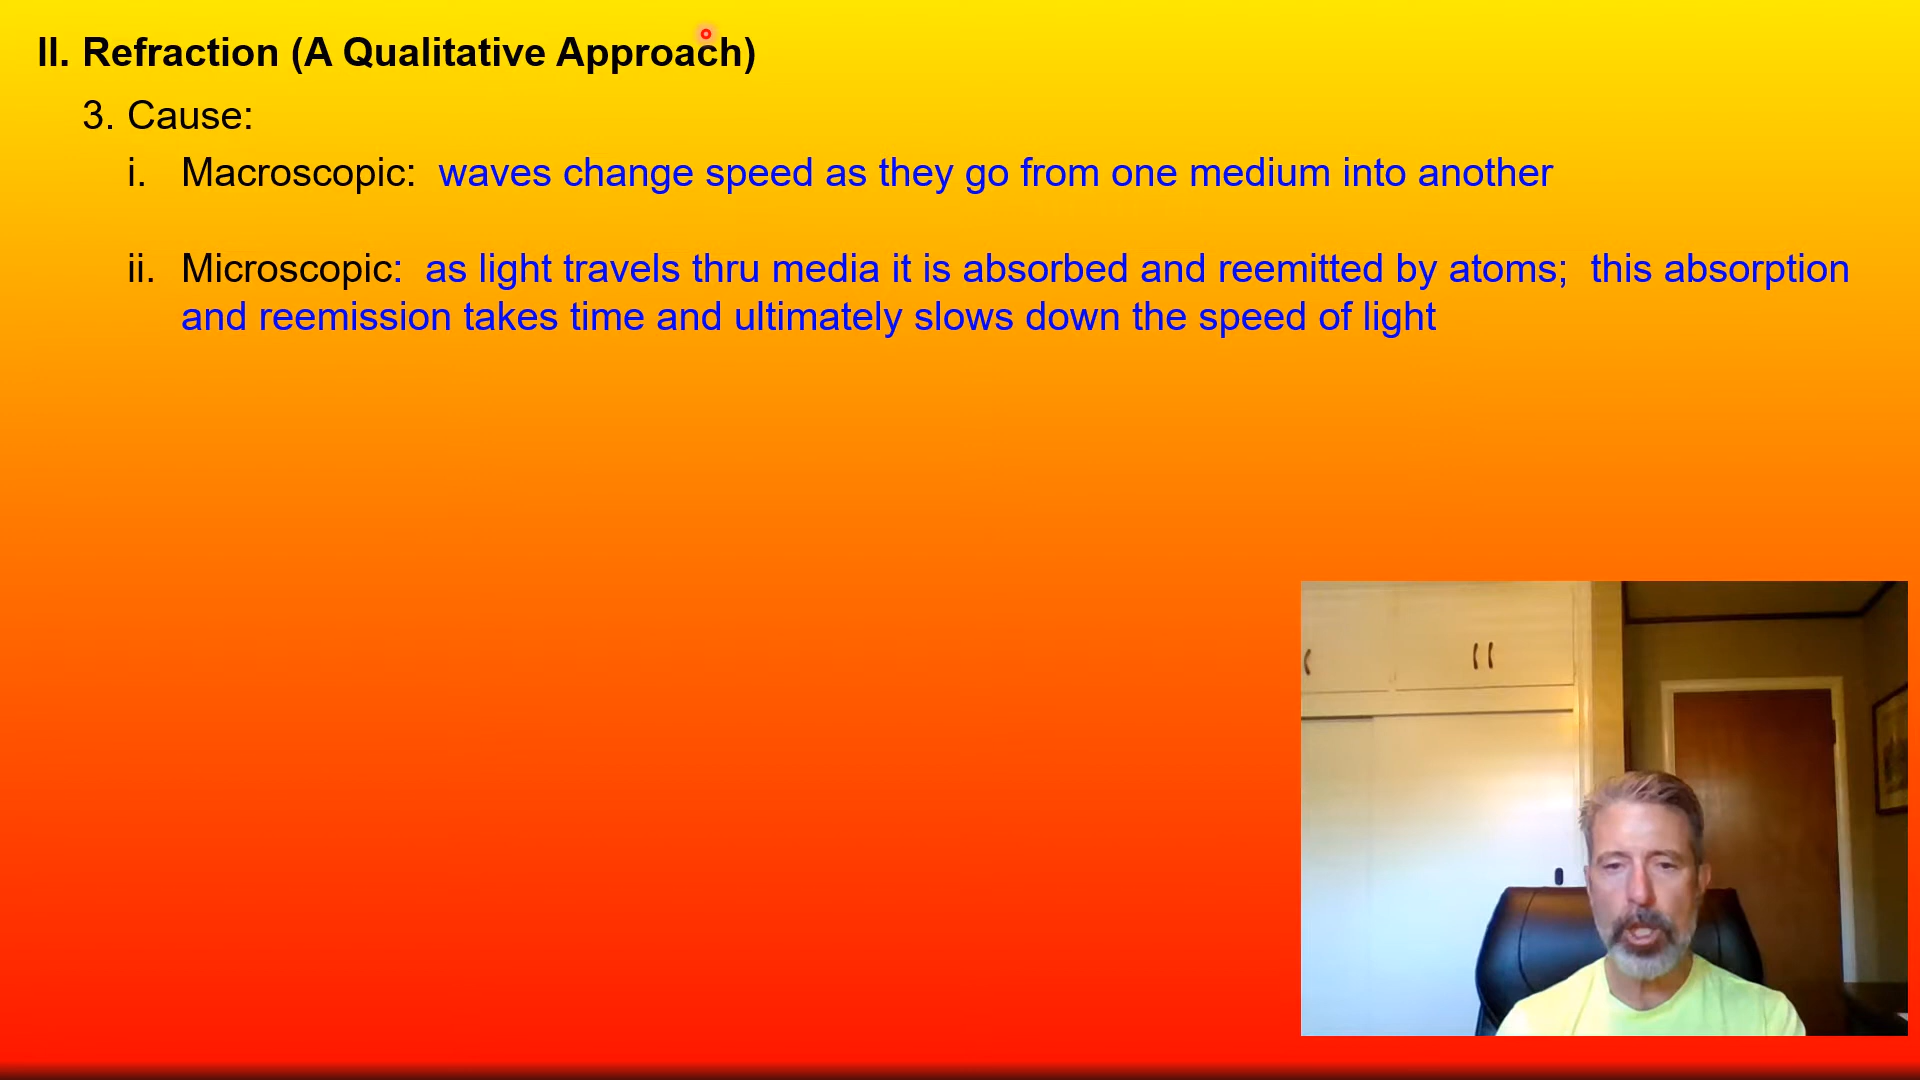 II. Refraction (A Qualitative Approach)
3. Cause:
i. Macroscopic: waves change speed as they go from one medium into another
ii. Microscopic: as light travels thru media it is absorbed and reemitted by atoms; this absorption
and reemission takes time and ultimately slows down the speed of light